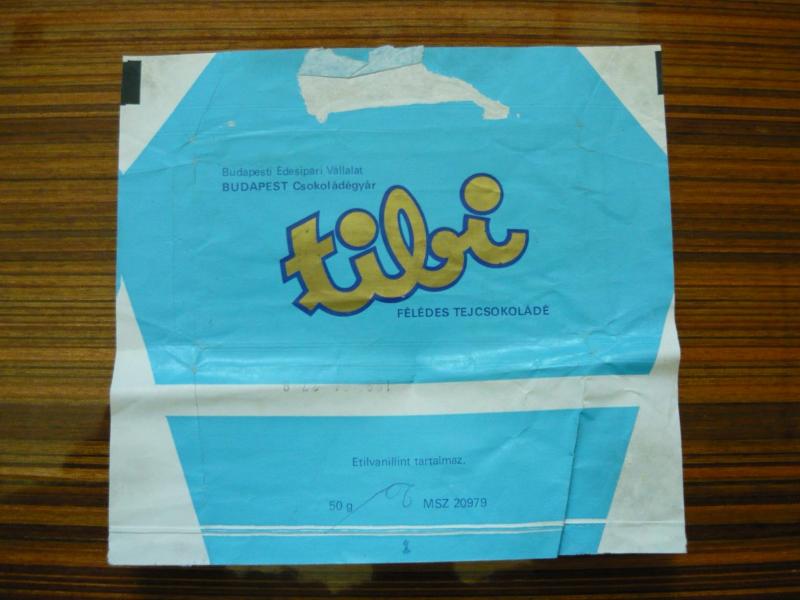 Budapesti Édesipari Vállalat
BUDAPEST Csokoládégyár
tibi
FÉLÉDES TEJCSOKOLÁDÉ
Etilvanillint tartalmaz.
50 g MSZ 20979